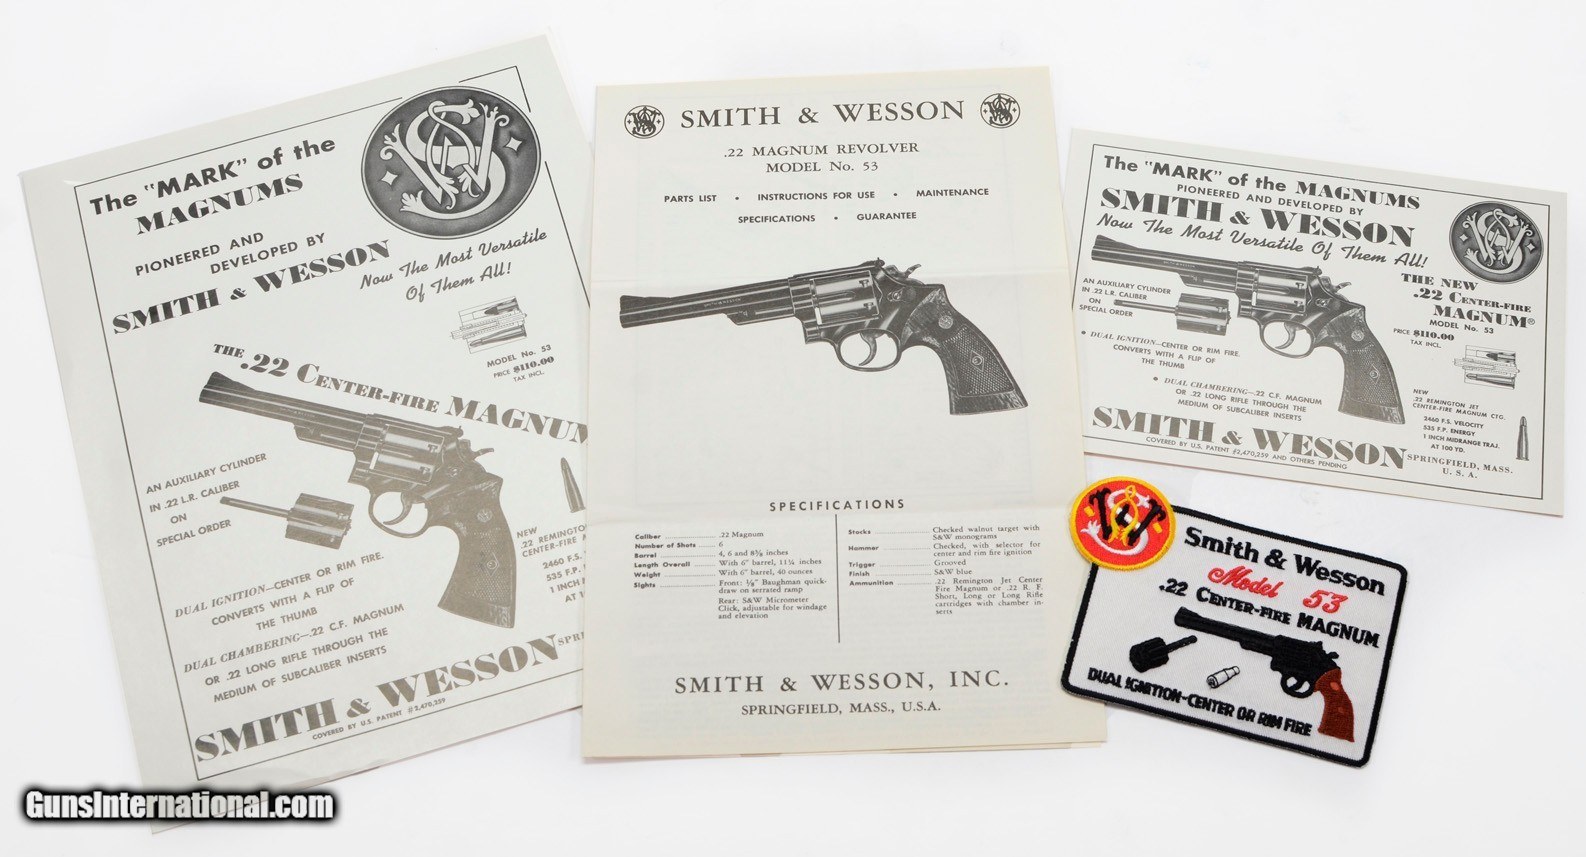 The "MARK" of the
MAGNUMS
PIONEERED AND
DEVELOPED BY
SMITH & WESSON
Now The Most Versatile
Of Them All!
MODEL No. 53
PRICE $110.00
TAX INCL.
THE .22 CENTER-FIRE MAGNUM
AN AUXILIARY CYLINDER
IN .22 L.R. CALIBER
ON
SPECIAL ORDER
NEW
.22 REMINGTON
CENTER-FIRE M
2460 F.S.
535 F.P.
1 INCH M
AT 1
DUAL IGNITION—CENTER OR RIM FIRE.
CONVERTS WITH A FLIP OF
THE THUMB
DUAL CHAMBERING—.22 C.F. MAGNUM
OR .22 LONG RIFLE THROUGH THE
MEDIUM OF SUBCALIBER INSERTS
SMITH & WESSON SPRI
COVERED BY U.S. PATENT #2,470,259
SMITH & WESSON
.22 MAGNUM REVOLVER
MODEL No. 53
PARTS LIST • INSTRUCTIONS FOR USE • MAINTENANCE
SPECIFICATIONS • GUARANTEE
SPECIFICATIONS
Caliber .22 Magnum
Number of Shots 6
Barrel 4, 6 and 8⅜ inches
Length Overall With 6" barrel, 11¼ inches
Weight With 6" barrel, 40 ounces
Sights Front: ⅛" Baughman quick-
draw on serrated ramp
Rear: S&W Micrometer
Click, adjustable for windage
and elevation
Stocks Checked walnut target with
S&W monograms
Hammer Checked, with selector for
center and rim fire ignition
Trigger Grooved
Finish S&W blue
Ammunition .22 Remington Jet Center
Fire Magnum or .22 R. F.
Short, Long or Long Rifle
cartridges with chamber in-
serts
SMITH & WESSON, INC.
SPRINGFIELD, MASS., U.S.A.
The "MARK" of the MAGNUMS
PIONEERED AND DEVELOPED BY
SMITH & WESSON
Now The Most Versatile Of Them All!
AN AUXILIARY CYLINDER
IN .22 L.R. CALIBER
ON
SPECIAL ORDER
THE NEW
.22 CENTER-FIRE
MAGNUM®
MODEL No. 53
PRICE $110.00
TAX INCL.
• DUAL IGNITION—CENTER OR RIM FIRE.
CONVERTS WITH A FLIP OF
THE THUMB
• DUAL CHAMBERING—.22 C.F. MAGNUM
OR .22 LONG RIFLE THROUGH THE
MEDIUM OF SUBCALIBER INSERTS
NEW
.22 REMINGTON JET
CENTER-FIRE MAGNUM CTG.
2460 F.S. VELOCITY
535 F.P. ENERGY
1 INCH MIDRANGE TRAJ.
AT 100 YD.
SMITH & WESSON SPRINGFIELD, MASS.
U. S. A.
COVERED BY U.S. PATENT #2,470,259 AND OTHERS PENDING
Smith & Wesson
Model 53
.22 CENTER-FIRE MAGNUM
DUAL IGNITION-CENTER OR RIM FIRE
GunsInternational.com